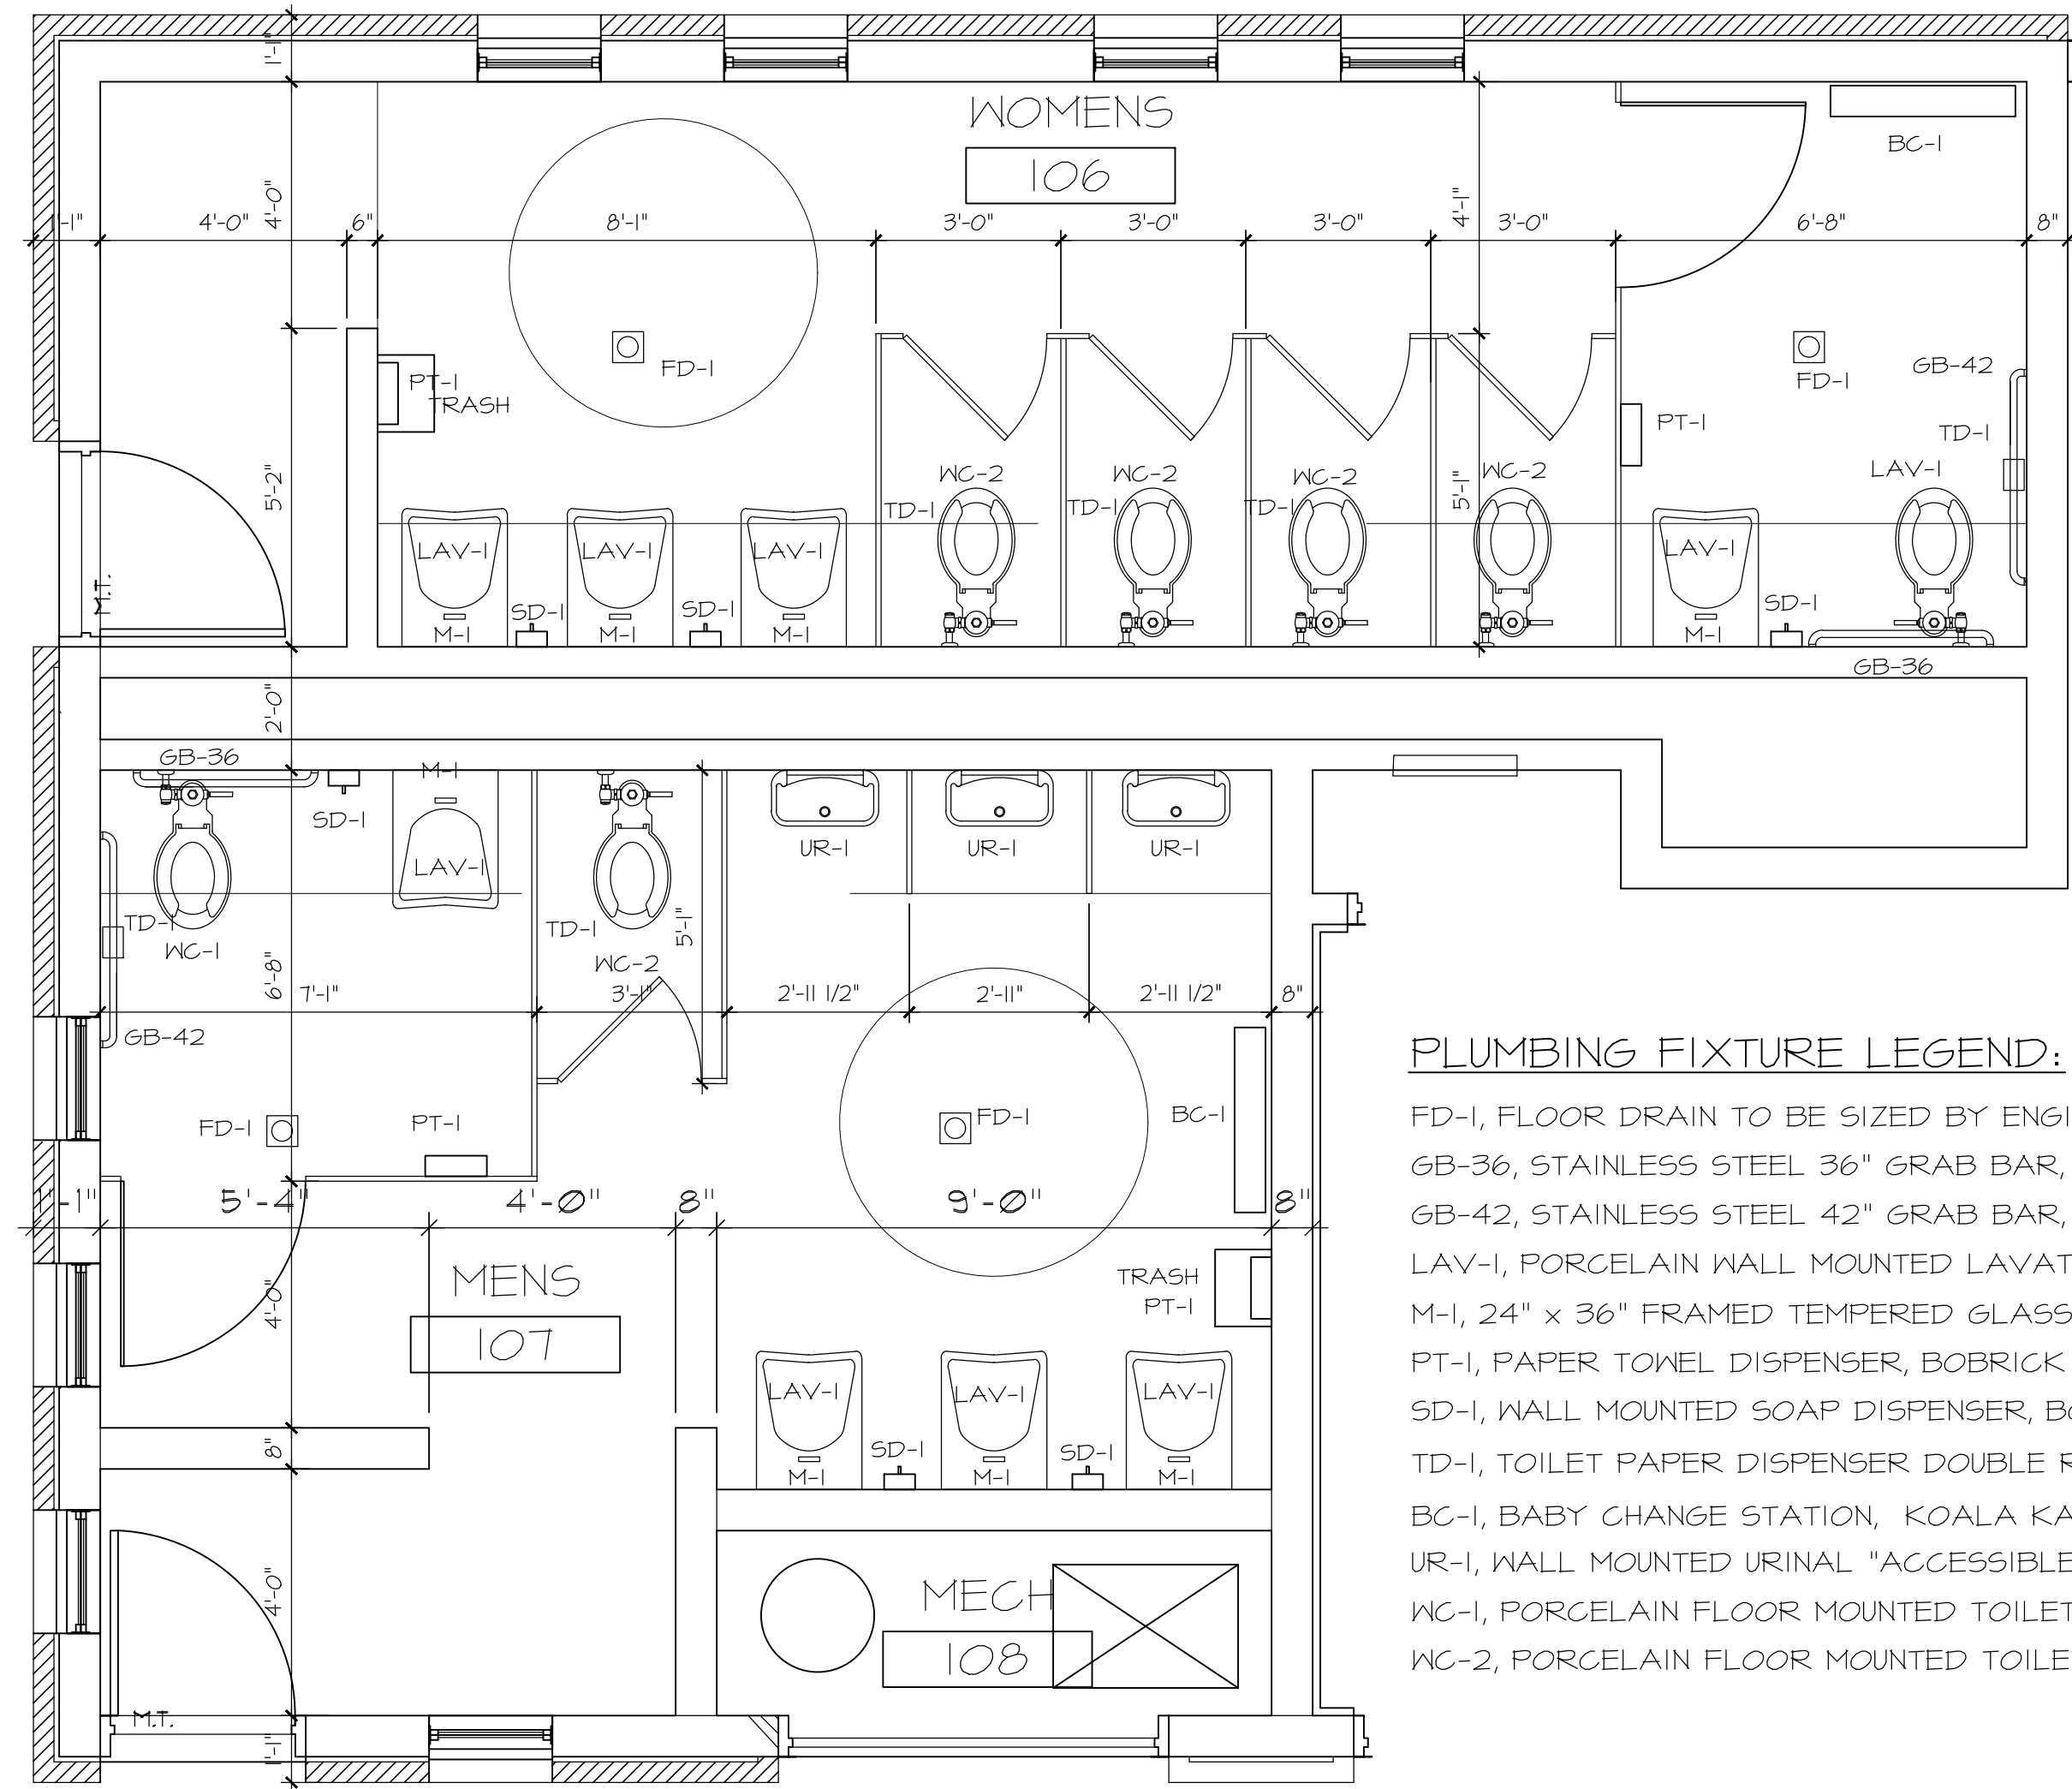 1'-1"
WOMENS
106
BC-1
1'-1"
4'-0"
4'-0"
6"
8'-1"
3'-0"
3'-0"
3'-0"
4'-1"
3'-0"
6'-8"
8"
PT-1
TRASH
FD-1
FD-1
GB-42
PT-1
TD-1
5'-2"
WC-2
WC-2
WC-2
WC-2
5'-1"
LAV-1
TD-1
TD-1
TD-1
LAV-1
LAV-1
LAV-1
LAV-1
M.T.
SD-1
SD-1
SD-1
M-1
M-1
M-1
M-1
GB-36
2'-0"
GB-36
M-1
SD-1
UR-1
UR-1
UR-1
LAV-1
TD-1
WC-1
TD-1
5'-1"
WC-2
6'-8"
7'-1"
3'-1"
2'-11 1/2"
2'-11"
2'-11 1/2"
8"
GB-42
FD-1
PT-1
FD-1
BC-1
1'-1"
5'-4"
4'-0"
8"
9'-0"
8"
4'-0"
MENS
107
TRASH
PT-1
LAV-1
LAV-1
LAV-1
8"
SD-1
SD-1
M-1
M-1
M-1
4'-0"
MECH
108
M.T.
1'-1"
PLUMBING FIXTURE LEGEND:
FD-1, FLOOR DRAIN TO BE SIZED BY ENGI
GB-36, STAINLESS STEEL 36" GRAB BAR,
GB-42, STAINLESS STEEL 42" GRAB BAR,
LAV-1, PORCELAIN WALL MOUNTED LAVAT
M-1, 24" x 36" FRAMED TEMPERED GLASS
PT-1, PAPER TOWEL DISPENSER, BOBRICK
SD-1, WALL MOUNTED SOAP DISPENSER, BO
TD-1, TOILET PAPER DISPENSER DOUBLE R
BC-1, BABY CHANGE STATION, KOALA KA
UR-1, WALL MOUNTED URINAL "ACCESSIBLE
WC-1, PORCELAIN FLOOR MOUNTED TOILET
WC-2, PORCELAIN FLOOR MOUNTED TOILE